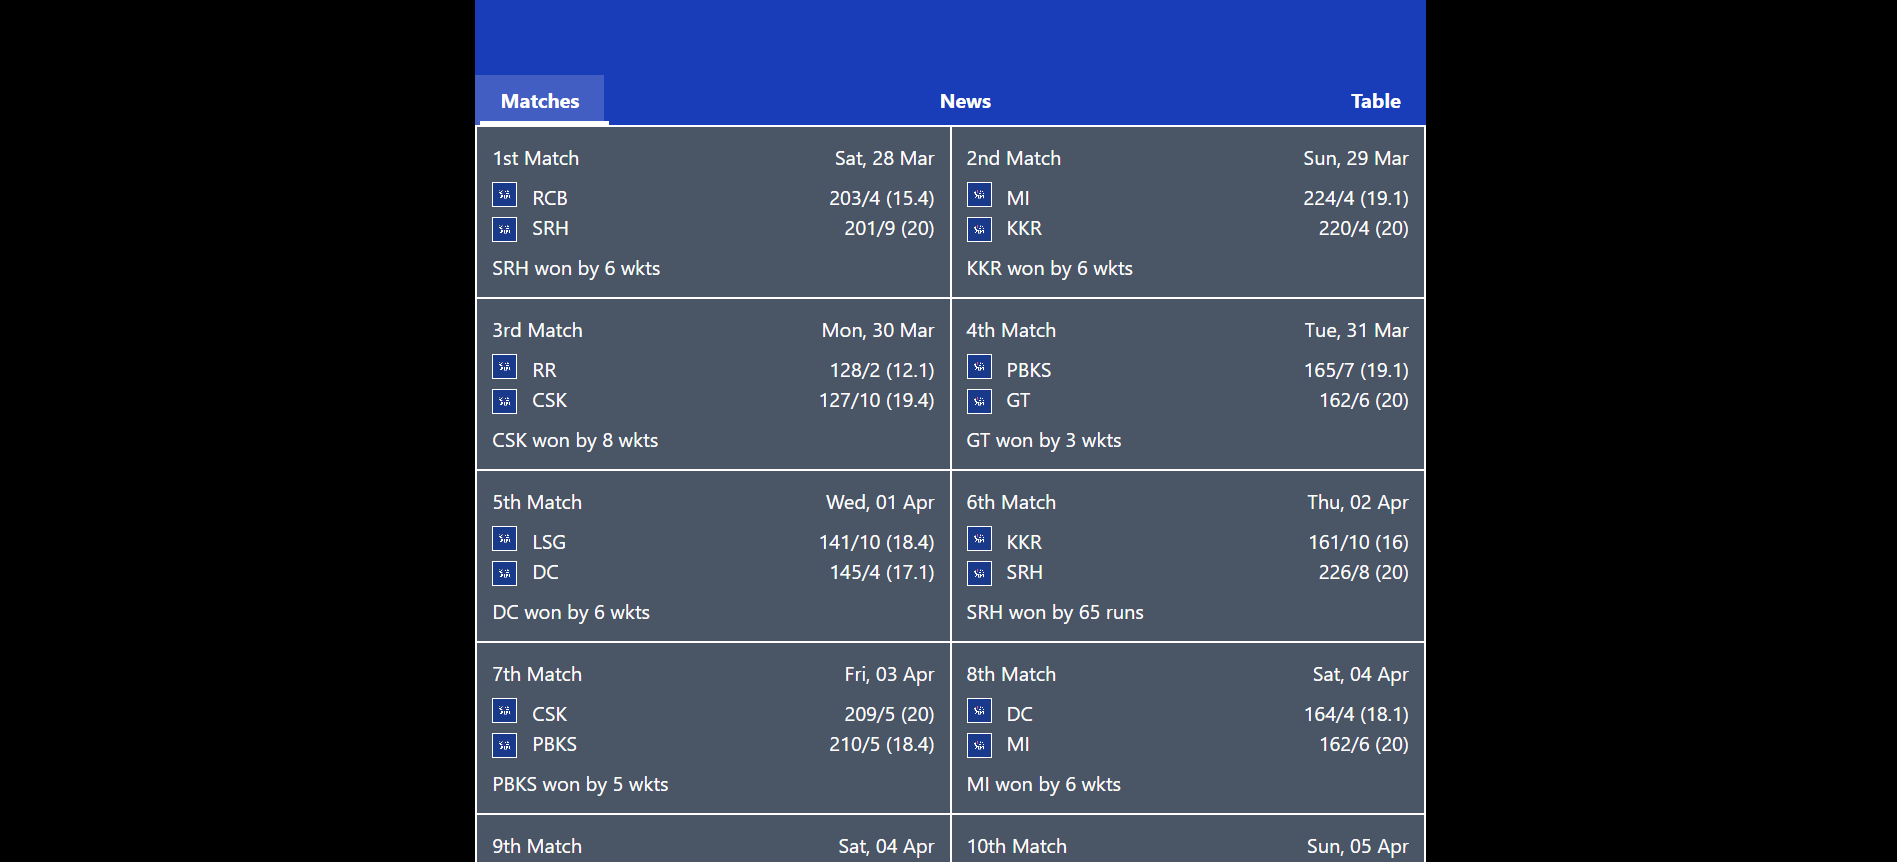 Matches News Table
1st Match Sat, 28 Mar
RCB 203/4 (15.4)
SRH 201/9 (20)
SRH won by 6 wkts
2nd Match Sun, 29 Mar
MI 224/4 (19.1)
KKR 220/4 (20)
KKR won by 6 wkts
3rd Match Mon, 30 Mar
RR 128/2 (12.1)
CSK 127/10 (19.4)
CSK won by 8 wkts
4th Match Tue, 31 Mar
PBKS 165/7 (19.1)
GT 162/6 (20)
GT won by 3 wkts
5th Match Wed, 01 Apr
LSG 141/10 (18.4)
DC 145/4 (17.1)
DC won by 6 wkts
6th Match Thu, 02 Apr
KKR 161/10 (16)
SRH 226/8 (20)
SRH won by 65 runs
7th Match Fri, 03 Apr
CSK 209/5 (20)
PBKS 210/5 (18.4)
PBKS won by 5 wkts
8th Match Sat, 04 Apr
DC 164/4 (18.1)
MI 162/6 (20)
MI won by 6 wkts
9th Match Sat, 04 Apr
10th Match Sun, 05 Apr